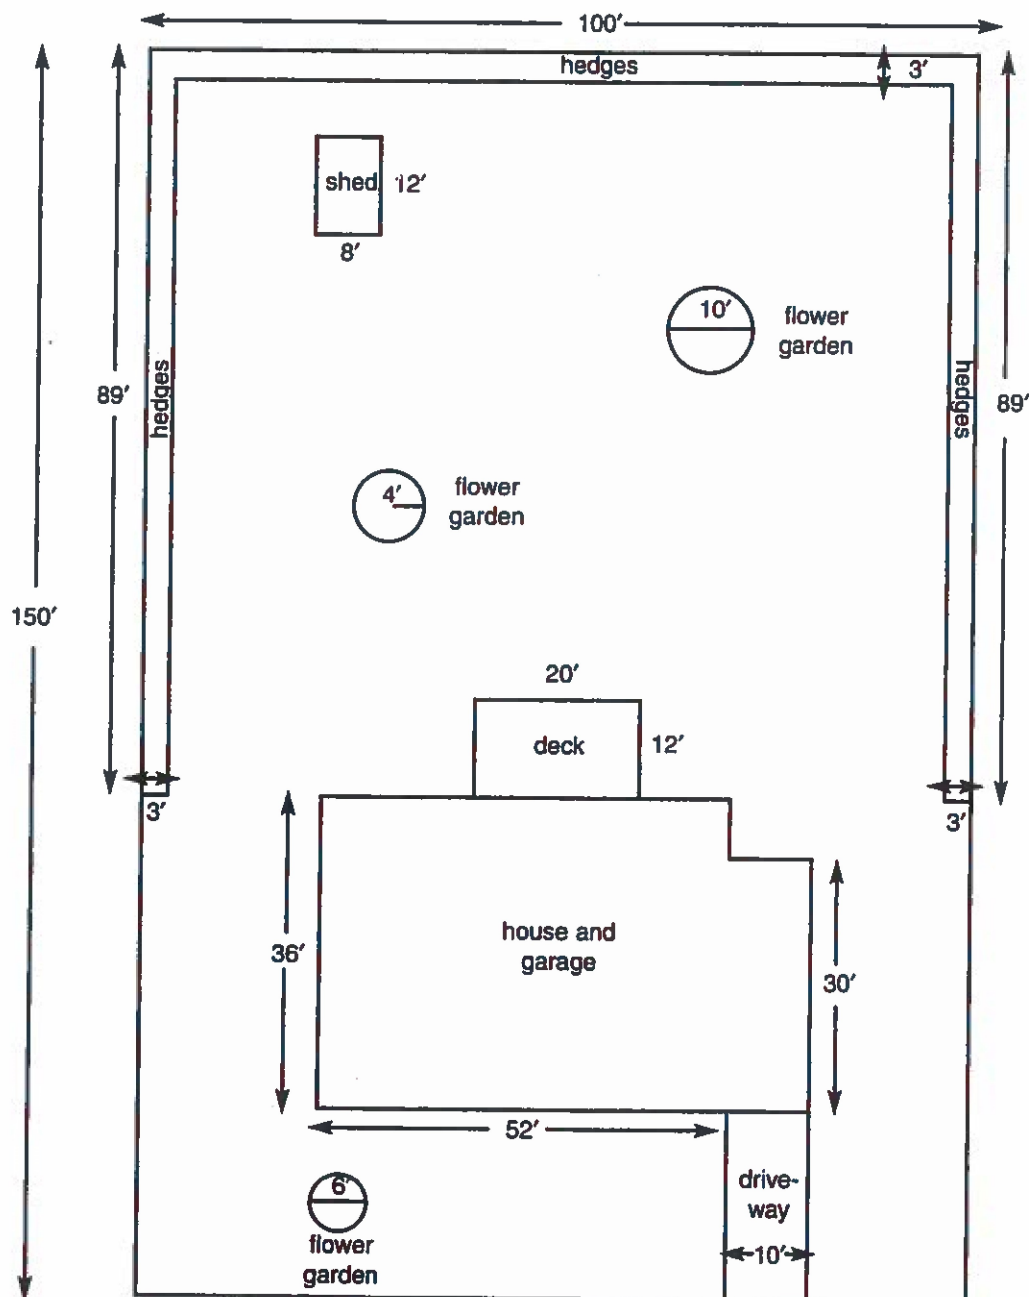 100′
hedges
3′
shed
12′
8′
10′
flower
garden
89′
hedges
hedges
89′
4′
flower
garden
150′
20′
deck
12′
3′
3′
house and
garage
36′
30′
52′
6′
flower
garden
drive-
way
10′